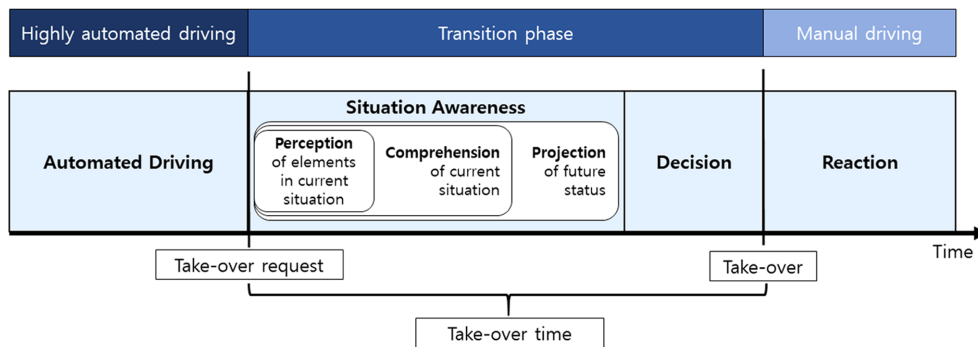 Highly automated driving
Transition phase
Manual driving
Automated Driving
Situation Awareness
Perception
of elements
in current
situation
Comprehension
of current
situation
Projection
of future
status
Decision
Reaction
Time
Take-over request
Take-over
Take-over time